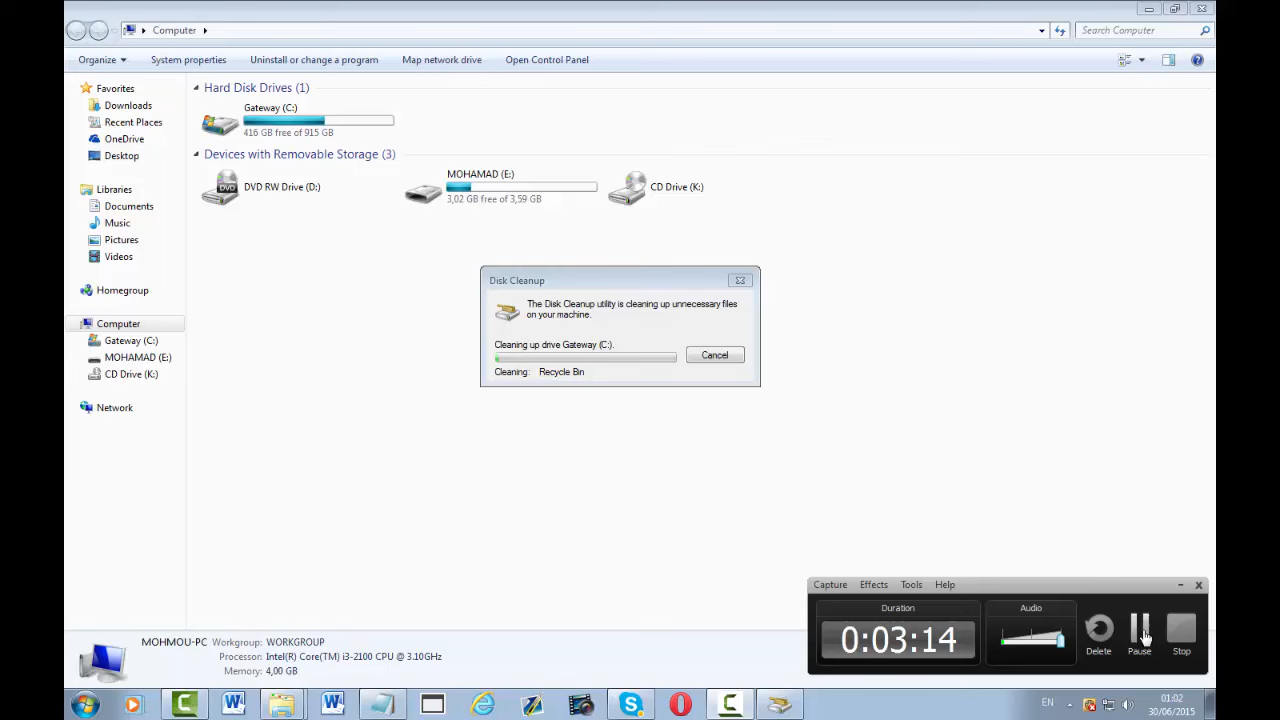 Computer
Search Computer
Organize
System properties
Uninstall or change a program
Map network drive
Open Control Panel
Favorites
Downloads
Recent Places
OneDrive
Desktop
Libraries
Documents
Music
Pictures
Videos
Homegroup
Computer
Gateway (C:)
MOHAMAD (E:)
CD Drive (K:)
Network
Hard Disk Drives (1)
Gateway (C:)
416 GB free of 915 GB
Devices with Removable Storage (3)
DVD
DVD RW Drive (D:)
MOHAMAD (E:)
3,02 GB free of 3,59 GB
CD Drive (K:)
Disk Cleanup
The Disk Cleanup utility is cleaning up unnecessary files
on your machine.
Cleaning up drive Gateway (C:).
Cancel
Cleaning: Recycle Bin
Capture Effects Tools Help
Duration
0:03:14
Audio
Delete
Pause
Stop
MOHMOU-PC Workgroup: WORKGROUP
Processor: Intel(R) Core(TM) i3-2100 CPU @ 3.10GHz
Memory: 4,00 GB
EN
01:02
30/06/2015